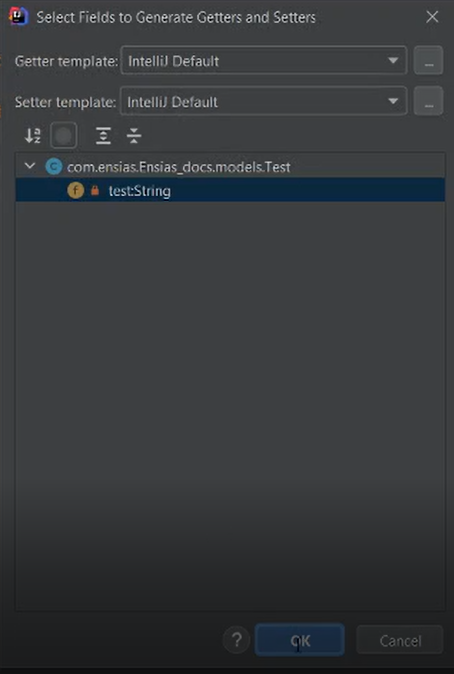 Select Fields to Generate Getters and Setters
Getter template: IntelliJ Default ...
Setter template: IntelliJ Default ...
com.ensias.Ensias_docs.models.Test
test:String
? OK Cancel